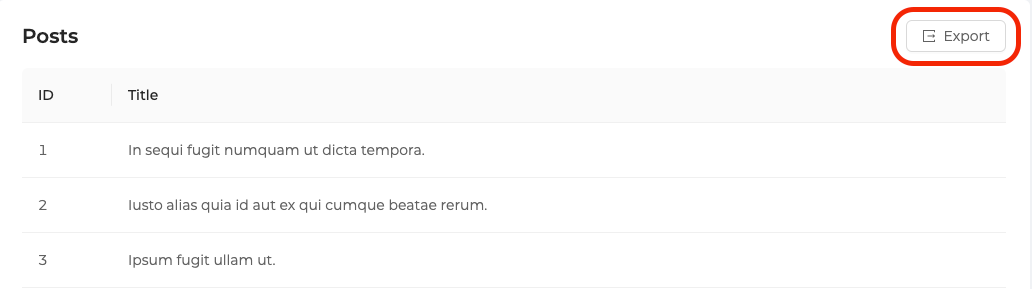 Posts
Export
ID Title
1 In sequi fugit numquam ut dicta tempora.
2 Iusto alias quia id aut ex qui cumque beatae rerum.
3 Ipsum fugit ullam ut.